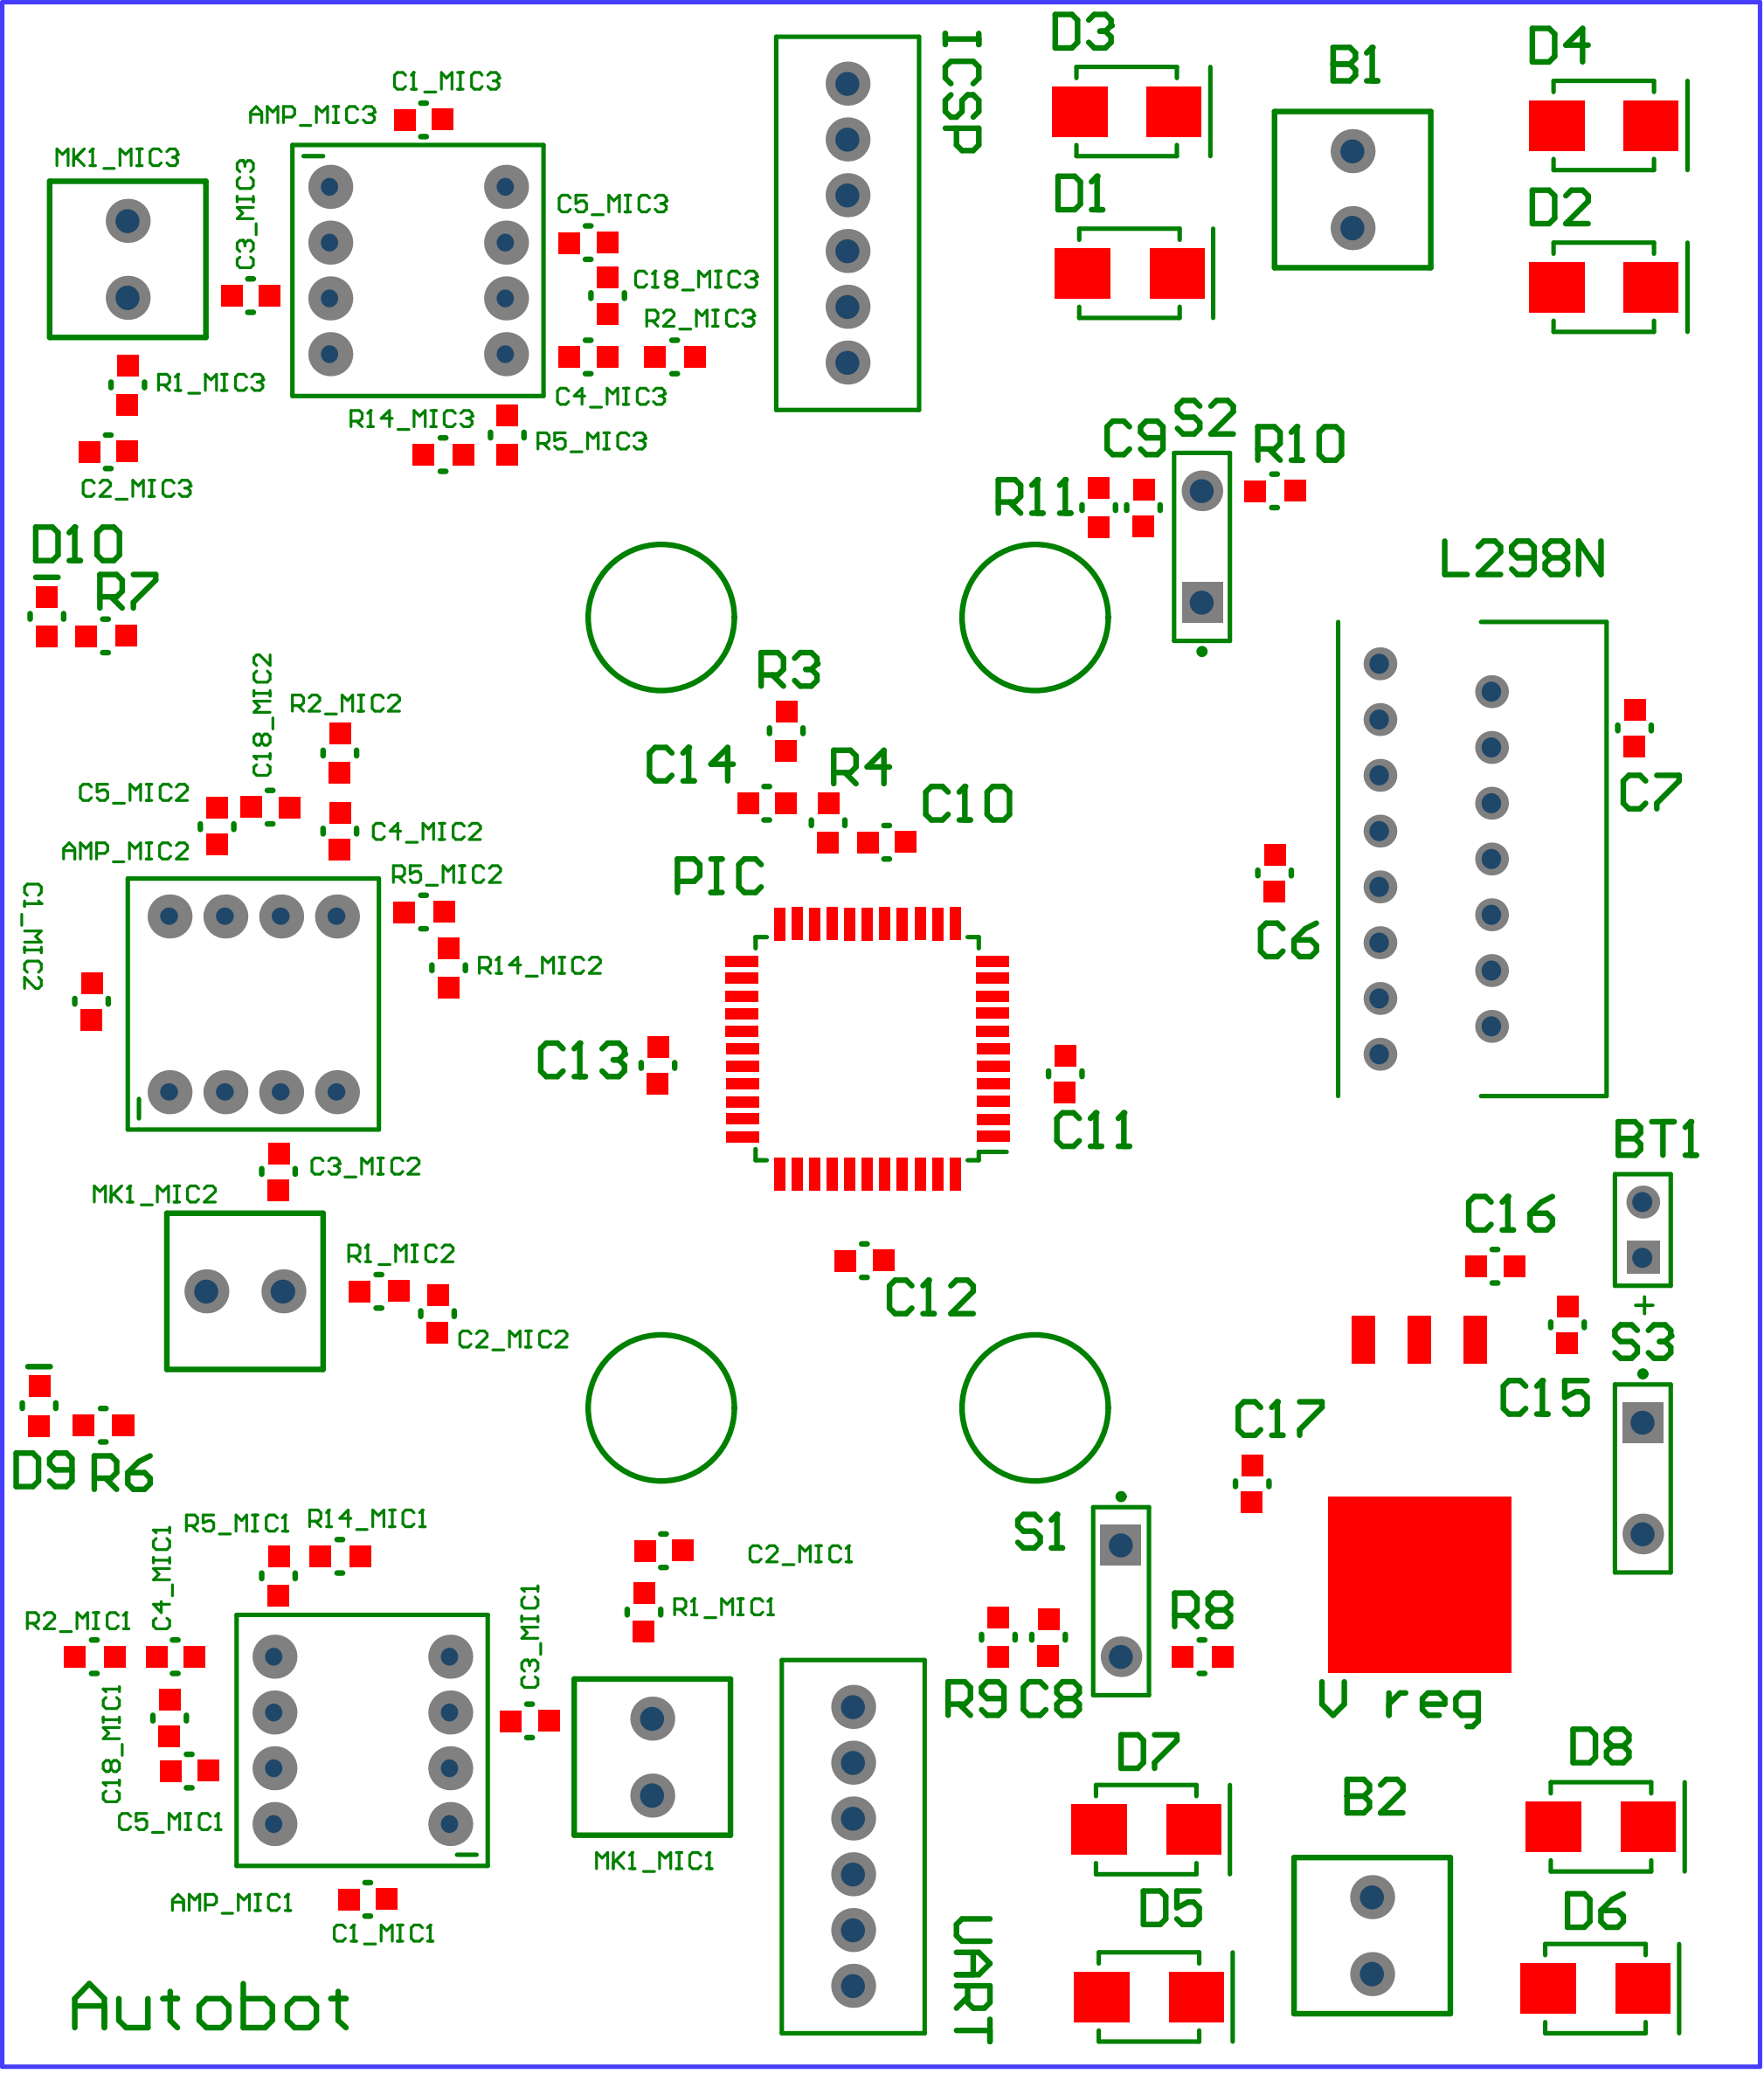 D3
D4
ICSP
B1
C1_MIC3
AMP_MIC3
MK1_MIC3
C3_MIC3
D1
D2
C5_MIC3
C18_MIC3
R2_MIC3
R1_MIC3
C4_MIC3
R14_MIC3
R5_MIC3
S2
C9
R10
C2_MIC3
R11
D10
L298N
R7
C18_MIC2
R2_MIC2
R3
C14
R4
C5_MIC2
C10
C7
C4_MIC2
AMP_MIC2
R5_MIC2
PIC
C1_MIC2
C6
R14_MIC2
C13
C11
BT1
C3_MIC2
MK1_MIC2
C16
R1_MIC2
C12
+
C2_MIC2
S3
C15
C17
D9
R6
R5_MIC1
R14_MIC1
S1
C4_MIC1
C2_MIC1
R2_MIC1
C3_MIC1
R1_MIC1
R8
R9
C8
V reg
C18_MIC1
D7
D8
C5_MIC1
B2
MK1_MIC1
AMP_MIC1
D5
D6
C1_MIC1
UART
Autobot